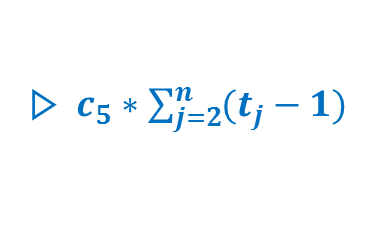 ▷ c₅ * ∑ⁿⱼ₌₂(tⱼ − 1)